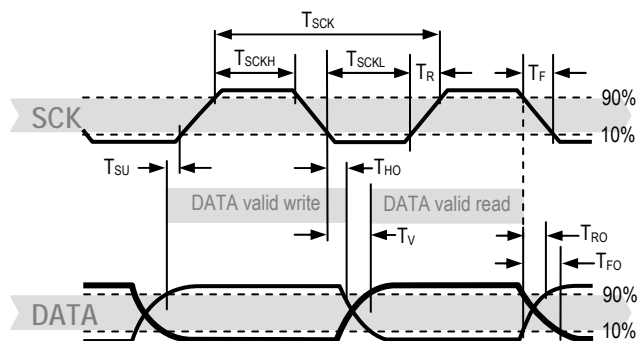 TSCK
TSCKH TSCKL TR TF
90%
SCK 10%
TSU THO
DATA valid write DATA valid read
TV TRO
TFO
90%
DATA 10%